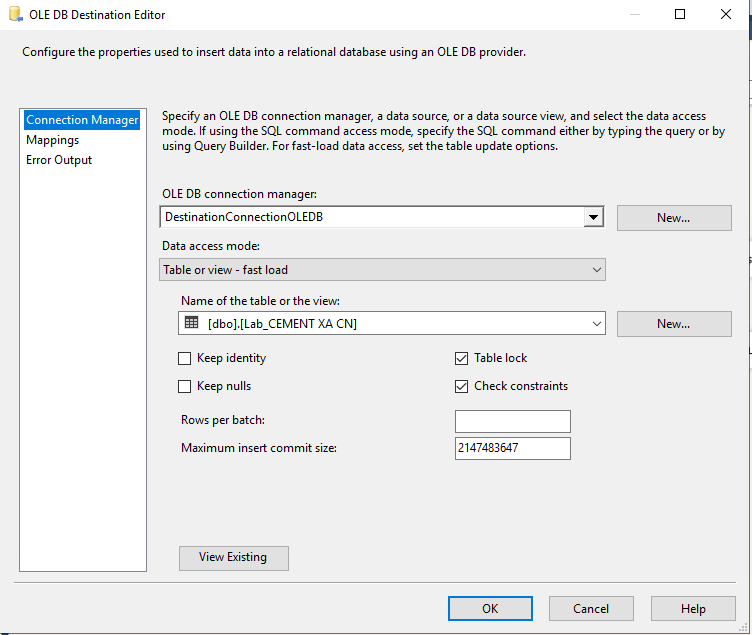 OLE DB Destination Editor
Configure the properties used to insert data into a relational database using an OLE DB provider.
Connection Manager
Mappings
Error Output
Specify an OLE DB connection manager, a data source, or a data source view, and select the data access
mode. If using the SQL command access mode, specify the SQL command either by typing the query or by
using Query Builder. For fast-load data access, set the table update options.
OLE DB connection manager:
DestinationConnectionOLEDB
New...
Data access mode:
Table or view - fast load
Name of the table or the view:
[dbo].[Lab_CEMENT XA CN]
New...
Keep identity
Table lock
Keep nulls
Check constraints
Rows per batch:
Maximum insert commit size:
2147483647
View Existing
OK
Cancel
Help